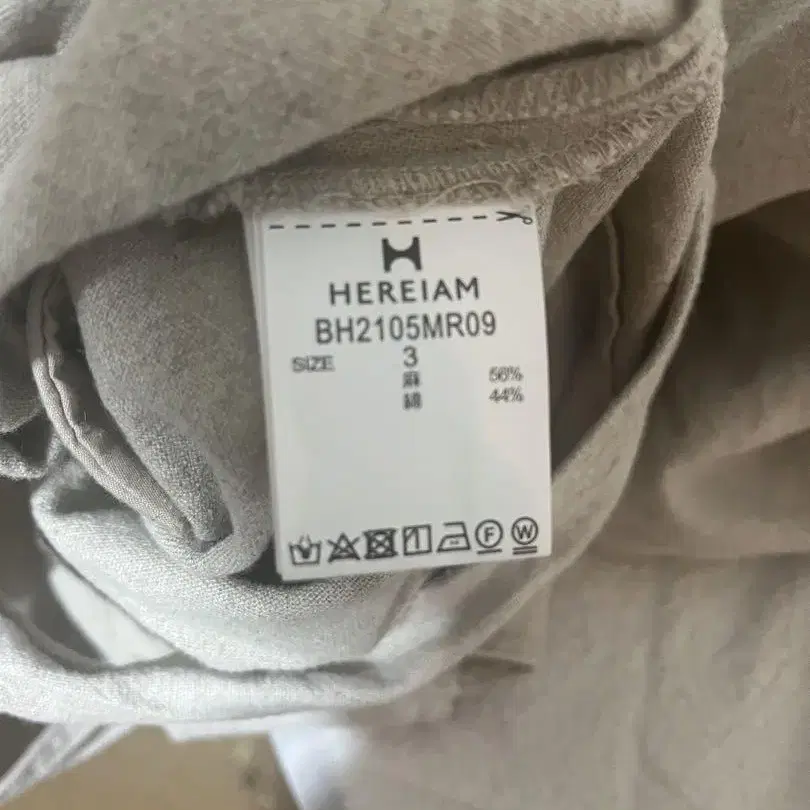 HEREIAM
BH2105MR09
SIZE 3
麻 56%
綿 44%
F W